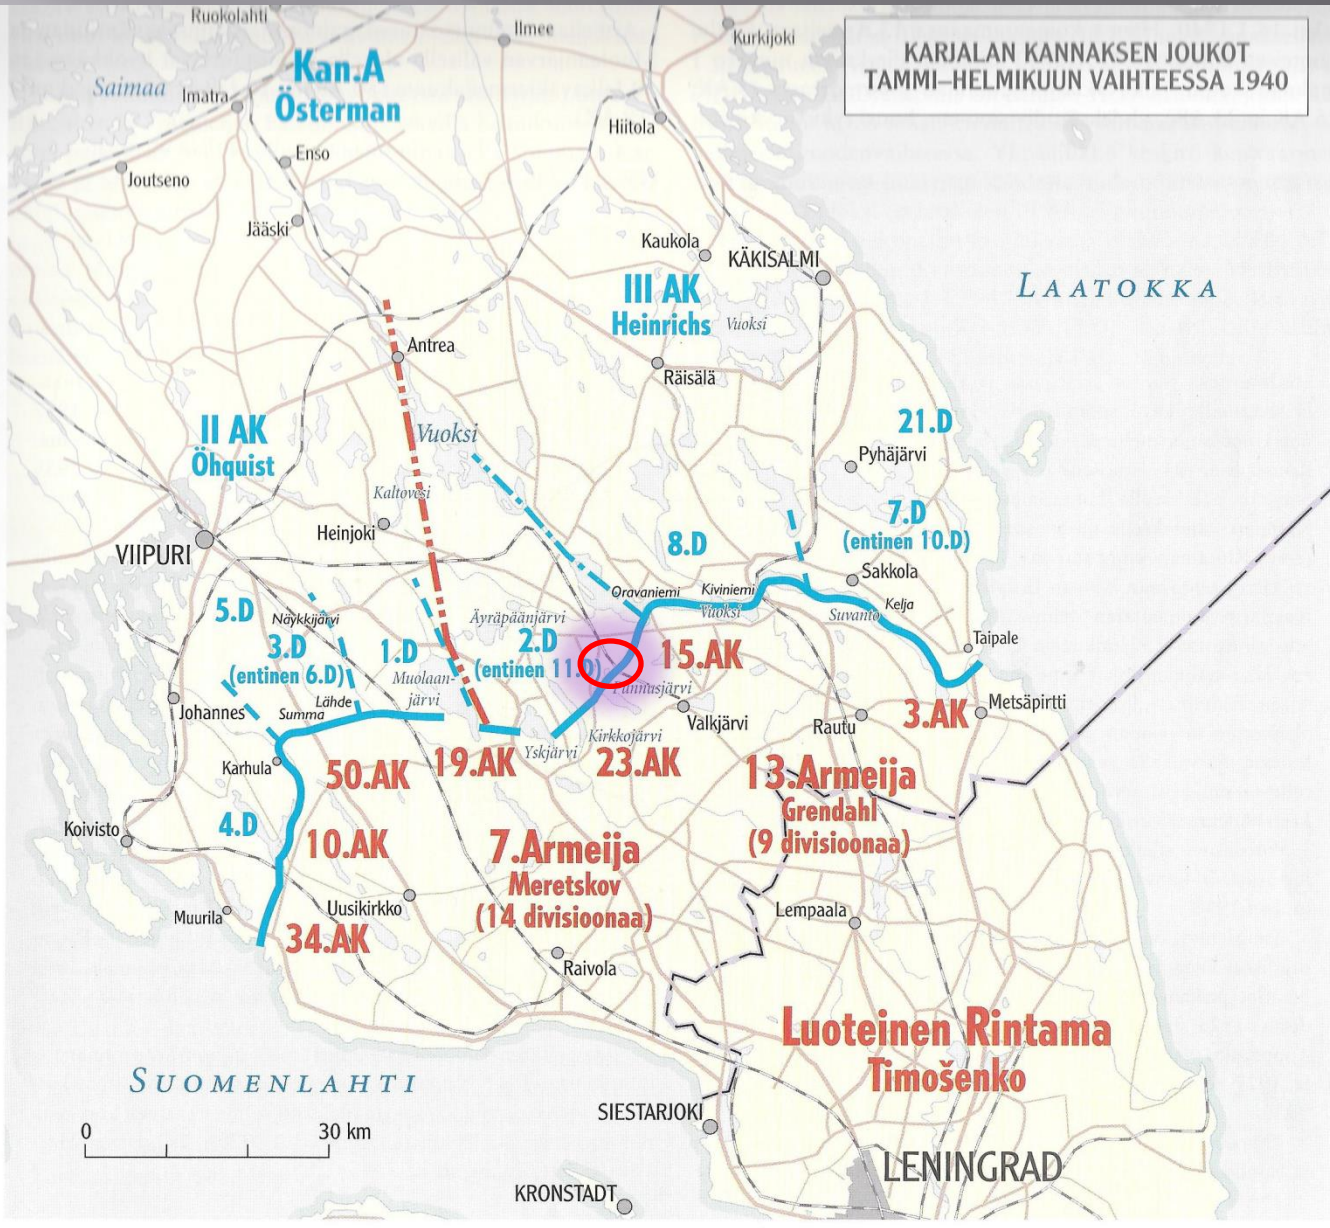 Ruokolahti
Ilmee
Kurkijoki
KARJALAN KANNAKSEN JOUKOT
TAMMI–HELMIKUUN VAIHTEESSA 1940
Kan.A
Österman
Saimaa
Imatra
Hiitola
Enso
Joutseno
Jääski
Kaukola
KÄKISALMI
LAATOKKA
III AK
Heinrichs
Vuoksi
Antrea
Räisälä
II AK
Öhquist
Vuoksi
21.D
Pyhäjärvi
Kaltovesi
Heinjoki
7.D
(entinen 10.D)
VIIPURI
8.D
Sakkola
Oravaniemi
Kiviniemi
Vuoksi
Kelja
Suvanto
5.D
Näykkijärvi
Äyräpäänjärvi
3.D
(entinen 6.D)
1.D
2.D
(entinen 11.D)
15.AK
Taipale
Muolaan-
järvi
Punnusjärvi
Johannes
Lähde
Summa
Valkjärvi
Rautu
3.AK
Metsäpirtti
Kirkkojärvi
Yskjärvi
Karhula
50.AK
19.AK
23.AK
13.Armeija
Grendahl
(9 divisioonaa)
Koivisto
4.D
10.AK
7.Armeija
Meretskov
(14 divisioonaa)
Muurila
Uusikirkko
Lempaala
34.AK
Raivola
Luoteinen Rintama
Timošenko
SUOMENLAHTI
SIESTARJOKI
0 30 km
LENINGRAD
KRONSTADT